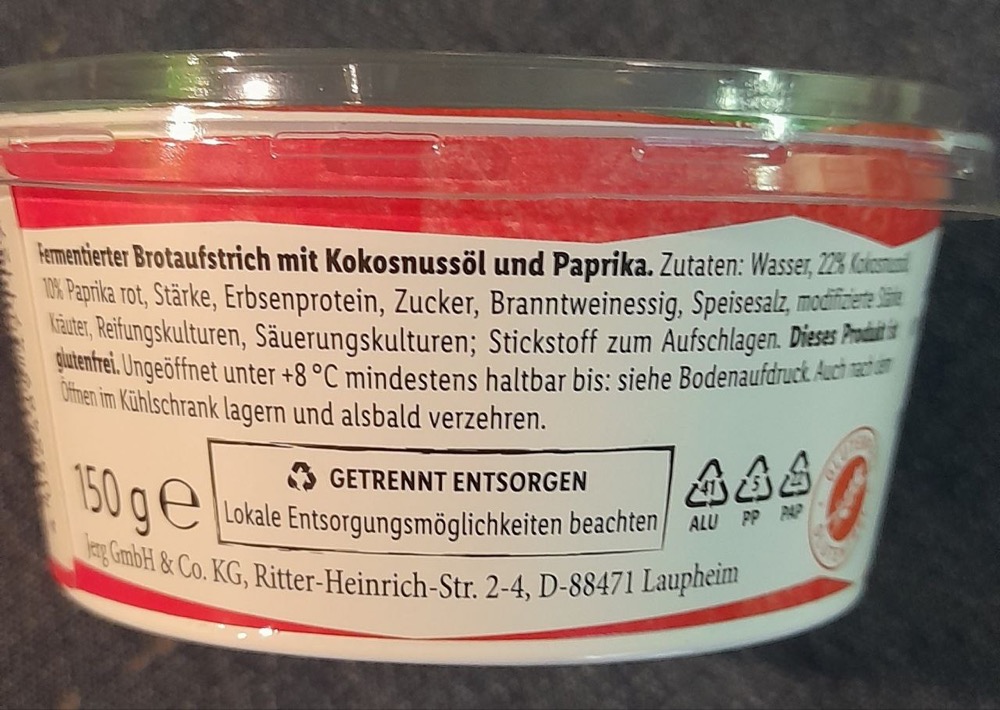 Fermentierter Brotaufstrich mit Kokosnussöl und Paprika. Zutaten: Wasser, 22% Kokosnussöl
10% Paprika rot, Stärke, Erbsenprotein, Zucker, Branntweinessig, Speisesalz, modifizierte Stärke
Kräuter, Reifungskulturen, Säuerungskulturen; Stickstoff zum Aufschlagen. Dieses Produkt ist
glutenfrei. Ungeöffnet unter +8 °C mindestens haltbar bis: siehe Bodenaufdruck. Auch nach dem
Öffnen im Kühlschrank lagern und alsbald verzehren.
150 g e
GETRENNT ENTSORGEN
Lokale Entsorgungsmöglichkeiten beachten
41
ALU
5
PP
22
PAP
Jerg GmbH & Co. KG, Ritter-Heinrich-Str. 2-4, D-88471 Laupheim